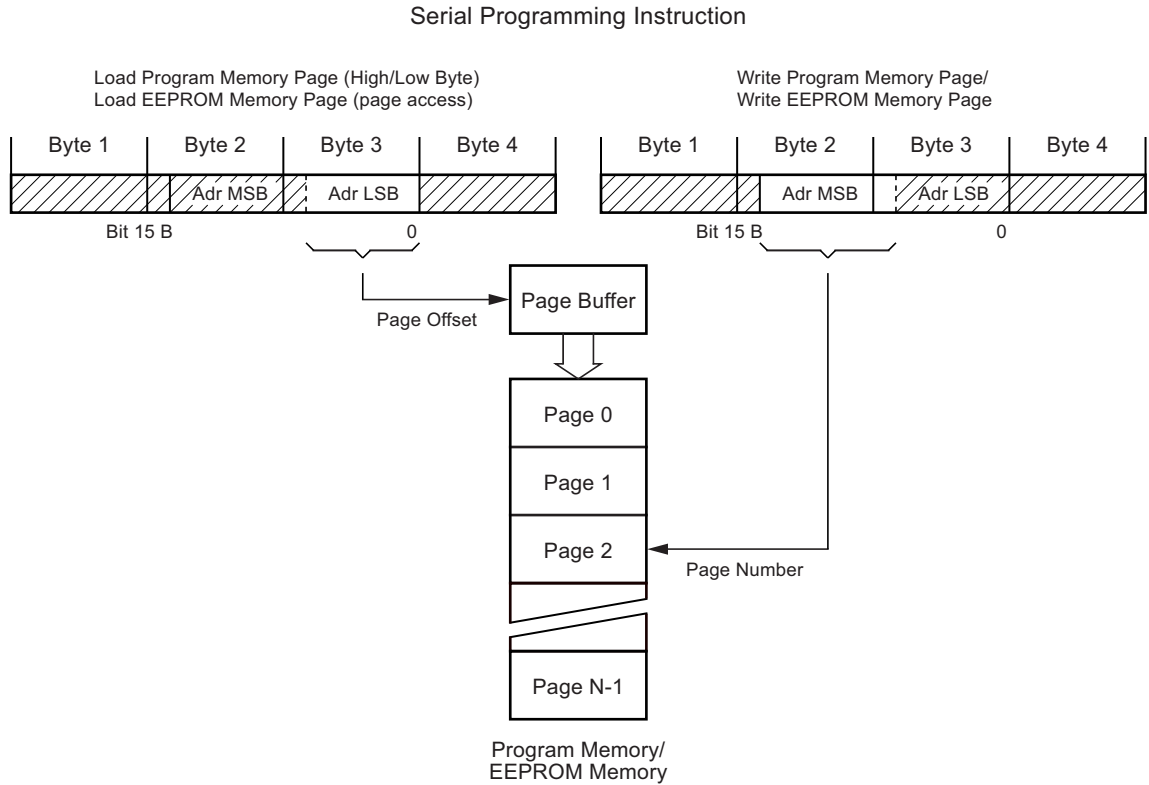 Serial Programming Instruction
Load Program Memory Page (High/Low Byte)
Load EEPROM Memory Page (page access)
Byte 1 Byte 2 Byte 3 Byte 4
Adr MSB Adr LSB
Bit 15 B 0
Write Program Memory Page/
Write EEPROM Memory Page
Byte 1 Byte 2 Byte 3 Byte 4
Adr MSB Adr LSB
Bit 15 B 0
Page Offset
Page Buffer
Page 0
Page 1
Page 2
Page Number
Page N-1
Program Memory/
EEPROM Memory